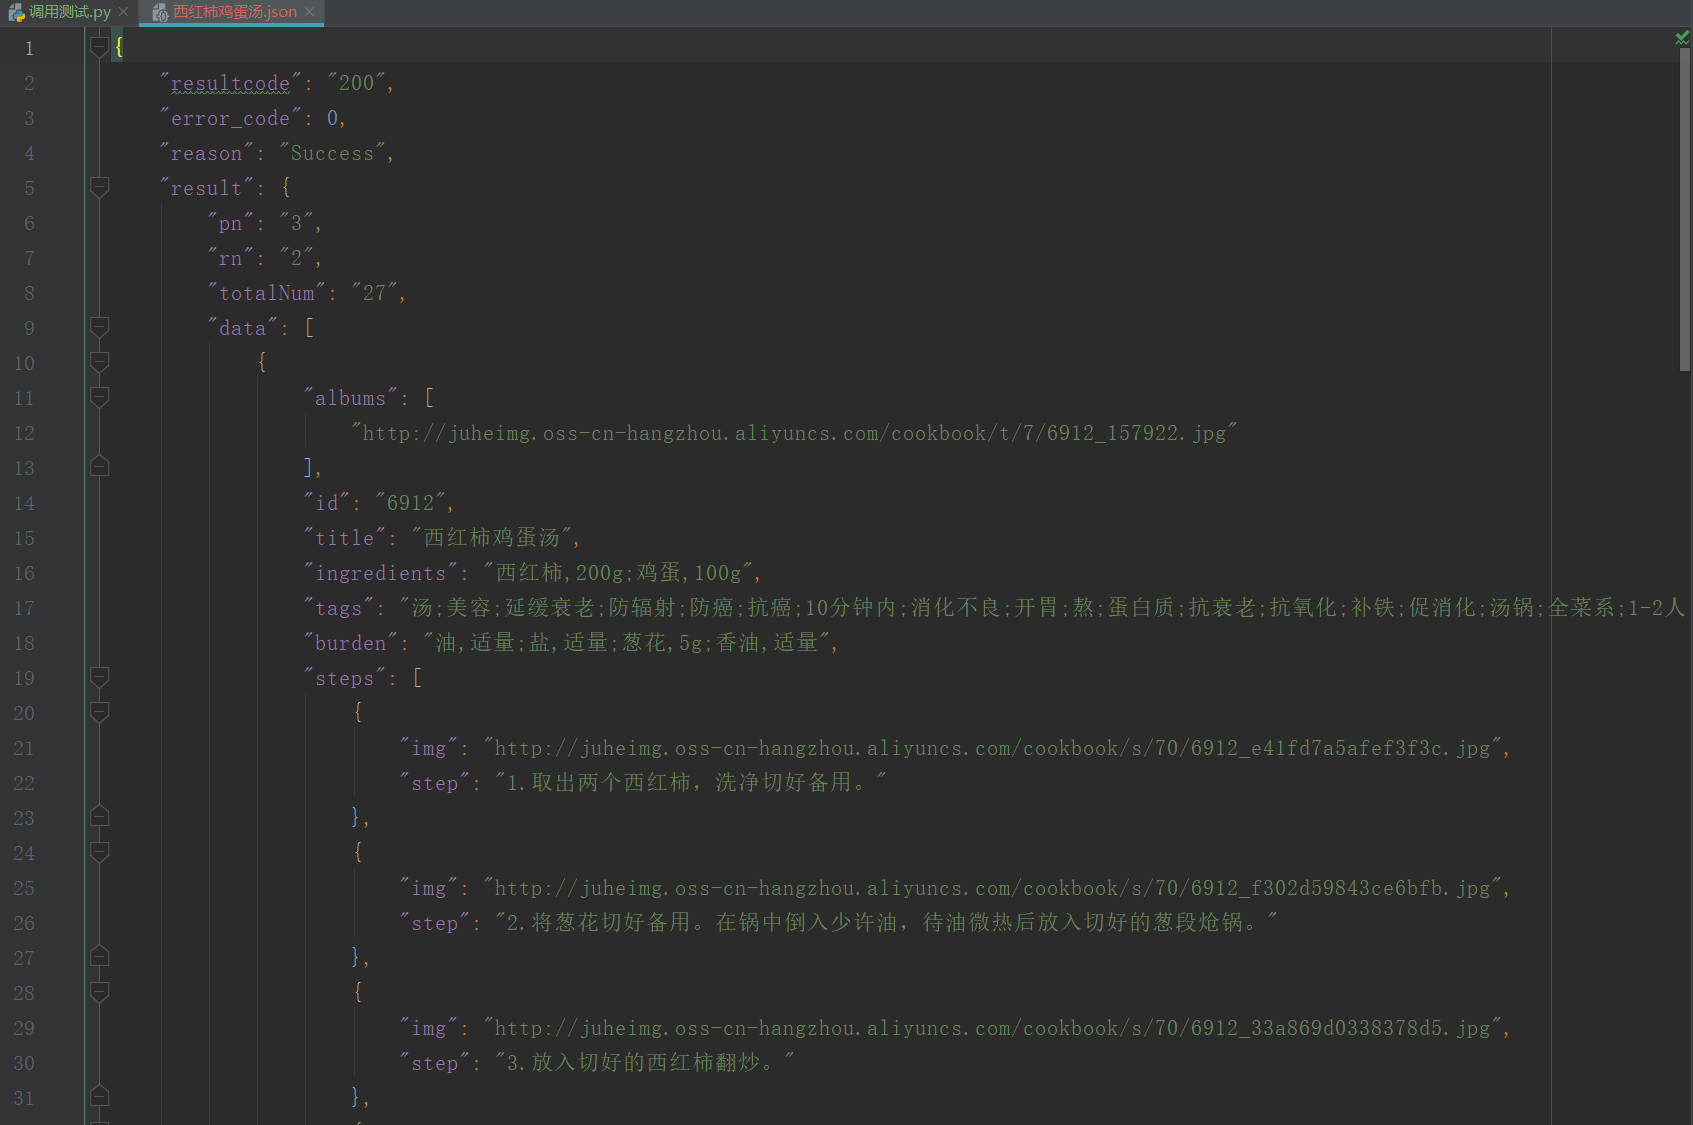 调用测试.py
西红柿鸡蛋汤.json
1 {
2 "resultcode": "200",
3 "error_code": 0,
4 "reason": "Success",
5 "result": {
6 "pn": "3",
7 "rn": "2",
8 "totalNum": "27",
9 "data": [
10 {
11 "albums": [
12 "http://juheimg.oss-cn-hangzhou.aliyuncs.com/cookbook/t/7/6912_157922.jpg"
13 ],
14 "id": "6912",
15 "title": "西红柿鸡蛋汤",
16 "ingredients": "西红柿,200g;鸡蛋,100g",
17 "tags": "汤;美容;延缓衰老;防辐射;防癌;抗癌;10分钟内;消化不良;开胃;熬;蛋白质;抗衰老;抗氧化;补铁;促消化;汤锅;全菜系;1-2人
18 "burden": "油,适量;盐,适量;葱花,5g;香油,适量",
19 "steps": [
20 {
21 "img": "http://juheimg.oss-cn-hangzhou.aliyuncs.com/cookbook/s/70/6912_e41fd7a5afef3f3c.jpg",
22 "step": "1.取出两个西红柿，洗净切好备用。"
23 },
24 {
25 "img": "http://juheimg.oss-cn-hangzhou.aliyuncs.com/cookbook/s/70/6912_f302d59843ce6bfb.jpg",
26 "step": "2.将葱花切好备用。在锅中倒入少许油，待油微热后放入切好的葱段炝锅。"
27 },
28 {
29 "img": "http://juheimg.oss-cn-hangzhou.aliyuncs.com/cookbook/s/70/6912_33a869d0338378d5.jpg",
30 "step": "3.放入切好的西红柿翻炒。"
31 },